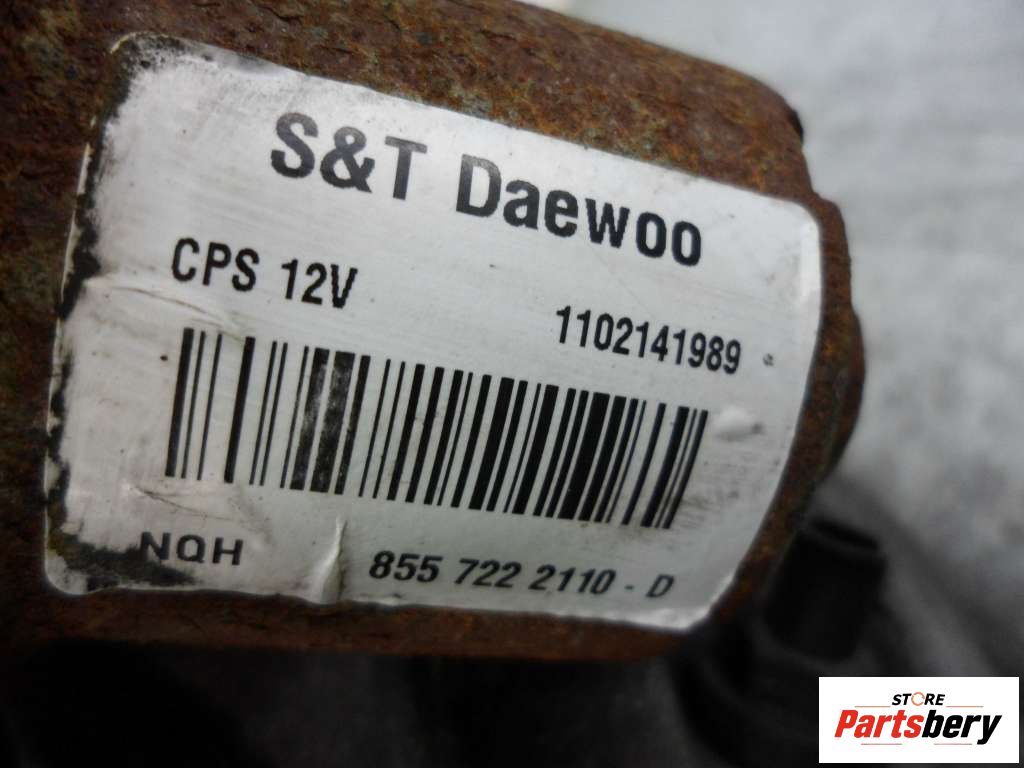 S&T Daewoo
CPS 12V
1102141989
NQH
855 722 2110 - D
STORE
Partsbery